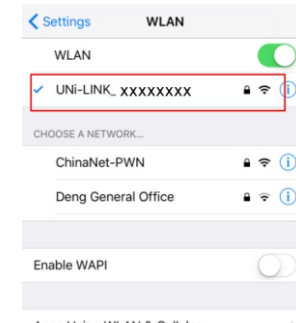 Settings WLAN
WLAN
UNi-LINK_ XXXXXXXX
CHOOSE A NETWORK...
ChinaNet-PWN
Deng General Office
Enable WAPI